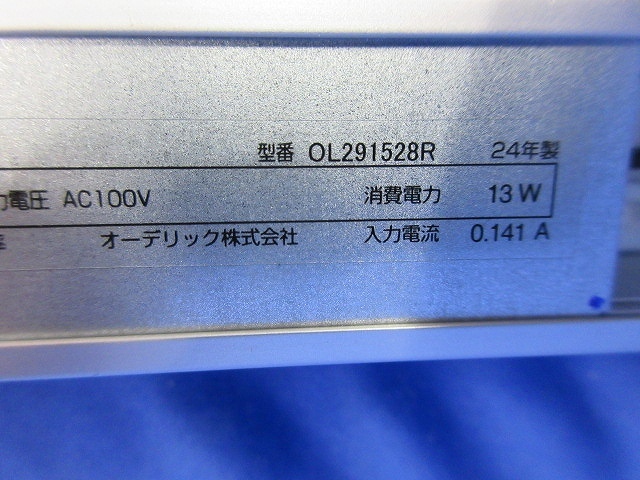 型番 OL291528R 24年製
力電圧 AC100V 消費電力 13 W
オーデリック株式会社 入力電流 0.141 A